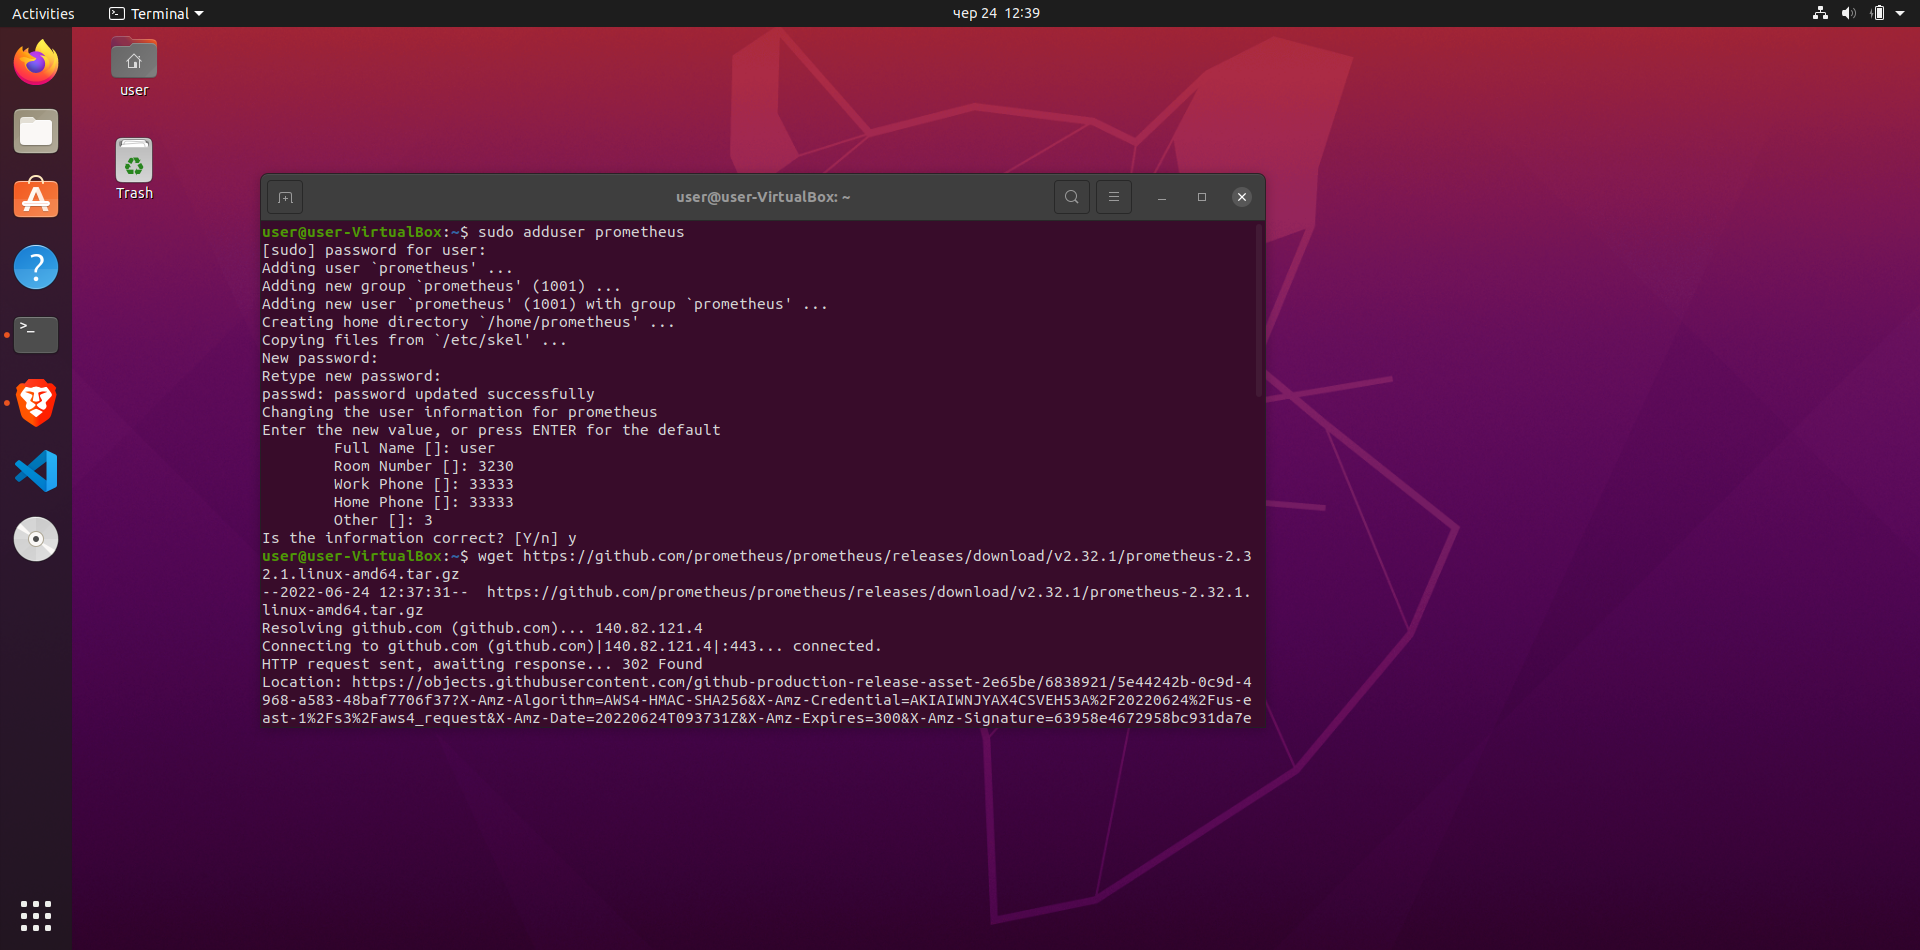 Activities
Terminal
чер 24 12:39
user
Trash
user@user-VirtualBox: ~
user@user-VirtualBox:~$ sudo adduser prometheus
[sudo] password for user:
Adding user `prometheus' ...
Adding new group `prometheus' (1001) ...
Adding new user `prometheus' (1001) with group `prometheus' ...
Creating home directory `/home/prometheus' ...
Copying files from `/etc/skel' ...
New password:
Retype new password:
passwd: password updated successfully
Changing the user information for prometheus
Enter the new value, or press ENTER for the default
Full Name []: user
Room Number []: 3230
Work Phone []: 33333
Home Phone []: 33333
Other []: 3
Is the information correct? [Y/n] y
user@user-VirtualBox:~$ wget https://github.com/prometheus/prometheus/releases/download/v2.32.1/prometheus-2.3
2.1.linux-amd64.tar.gz
--2022-06-24 12:37:31--  https://github.com/prometheus/prometheus/releases/download/v2.32.1/prometheus-2.32.1.
linux-amd64.tar.gz
Resolving github.com (github.com)... 140.82.121.4
Connecting to github.com (github.com)|140.82.121.4|:443... connected.
HTTP request sent, awaiting response... 302 Found
Location: https://objects.githubusercontent.com/github-production-release-asset-2e65be/6838921/5e44242b-0c9d-4
968-a583-48baf7706f37?X-Amz-Algorithm=AWS4-HMAC-SHA256&X-Amz-Credential=AKIAIWNJYAX4CSVEH53A%2F20220624%2Fus-e
ast-1%2Fs3%2Faws4_request&X-Amz-Date=20220624T093731Z&X-Amz-Expires=300&X-Amz-Signature=63958e4672958bc931da7e